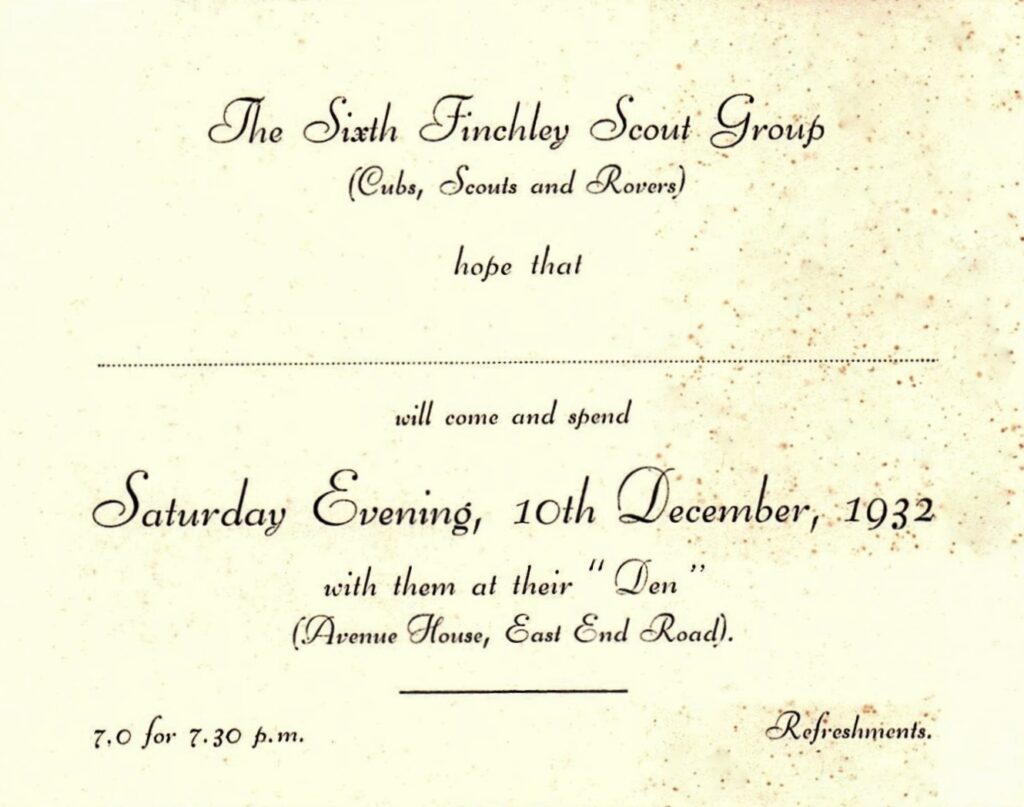 The Sixth Finchley Scout Group
(Cubs, Scouts and Rovers)
hope that
will come and spend
Saturday Evening, 10th December, 1932
with them at their " Den "
(Avenue House, East End Road).
7.0 for 7.30 p.m.
Refreshments.